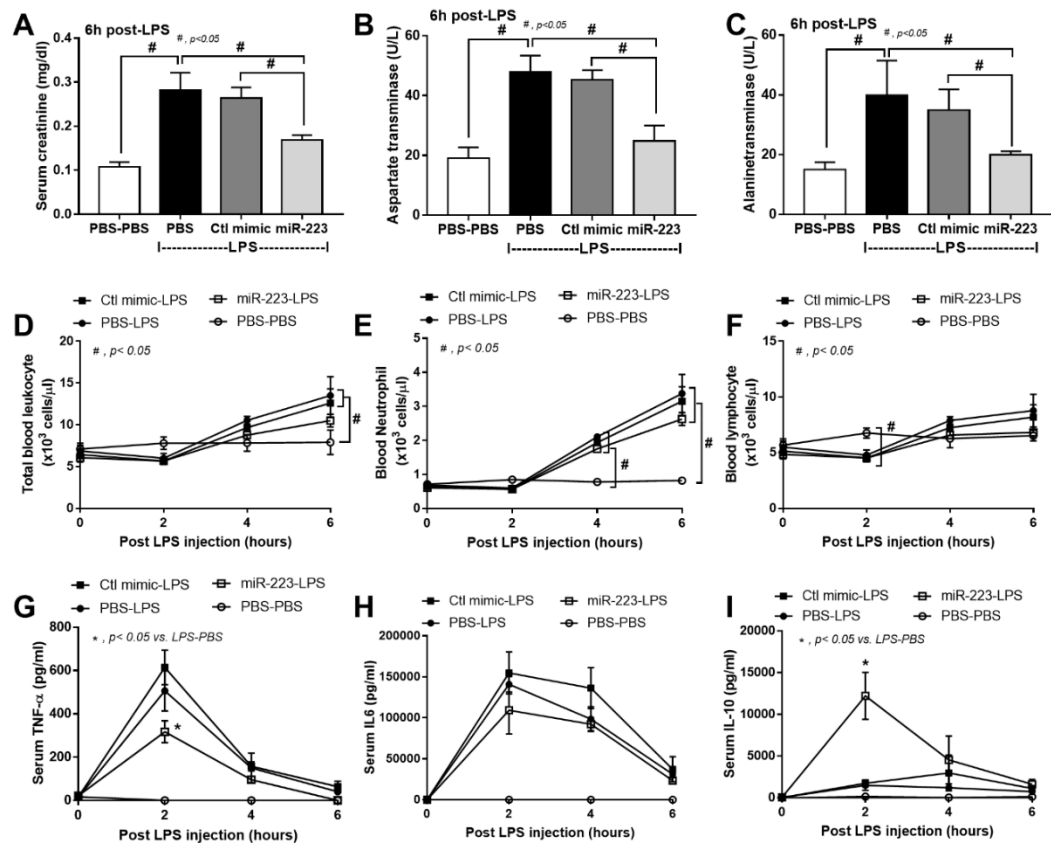 A
6h post-LPS
#, p<0.05
#
#
#
Serum creatinine (mg/dl)
0.4
0.3
0.2
0.1
0.0
PBS-PBS
PBS
Ctl mimic
miR-223
I----------LPS----------I
B
6h post-LPS
#, p<0.05
#
#
#
Aspartate transminase (U/L)
60
40
20
0
PBS-PBS
PBS
Ctl mimic
miR-223
I----------LPS----------I
C
6h post-LPS
#, p<0.05
#
#
#
Alaninetransminase (U/L)
60
40
20
0
PBS-PBS
PBS
Ctl mimic
miR-223
I----------LPS----------I
D
Ctl mimic-LPS
miR-223-LPS
PBS-LPS
PBS-PBS
# , p< 0.05
Total blood leukocyte
(x10³ cells/µl)
20
15
10
5
0
#
0
2
4
6
Post LPS injection (hours)
E
Ctl mimic-LPS
miR-223-LPS
PBS-LPS
PBS-PBS
# , p< 0.05
Blood Neutrophil
(x10³ cells/µl)
5
4
3
2
1
0
#
#
0
2
4
6
Post LPS injection (hours)
F
Ctl mimic-LPS
miR-223-LPS
PBS-LPS
PBS-PBS
# , p< 0.05
Blood lymphocyte
(x10³ cells/µl)
15
10
5
0
#
0
2
4
6
Post LPS injection (hours)
G
Ctl mimic-LPS
miR-223-LPS
PBS-LPS
PBS-PBS
* , p< 0.05 vs. LPS-PBS
Serum TNF-α (pg/ml)
800
600
400
200
0
*
0
2
4
6
Post LPS injection (hours)
H
Ctl mimic-LPS
miR-223-LPS
PBS-LPS
PBS-PBS
Serum IL6 (pg/ml)
200000
150000
100000
50000
0
0
2
4
6
Post LPS injection (hours)
I
Ctl mimic-LPS
miR-223-LPS
PBS-LPS
PBS-PBS
* , p< 0.05 vs. LPS-PBS
Serum IL-10 (pg/ml)
20000
15000
10000
5000
0
*
0
2
4
6
Post LPS injection (hours)